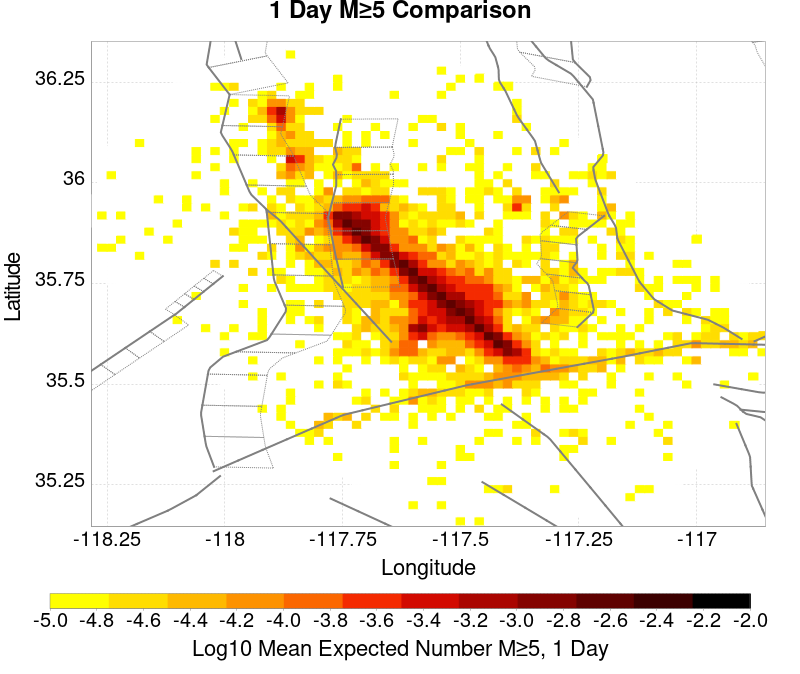 1 Day M≥5 Comparison
36.25
36
35.75
35.5
35.25
Latitude
-118.25 -118 -117.75 -117.5 -117.25 -117
Longitude
-5.0 -4.8 -4.6 -4.4 -4.2 -4.0 -3.8 -3.6 -3.4 -3.2 -3.0 -2.8 -2.6 -2.4 -2.2 -2.0
Log10 Mean Expected Number M≥5, 1 Day